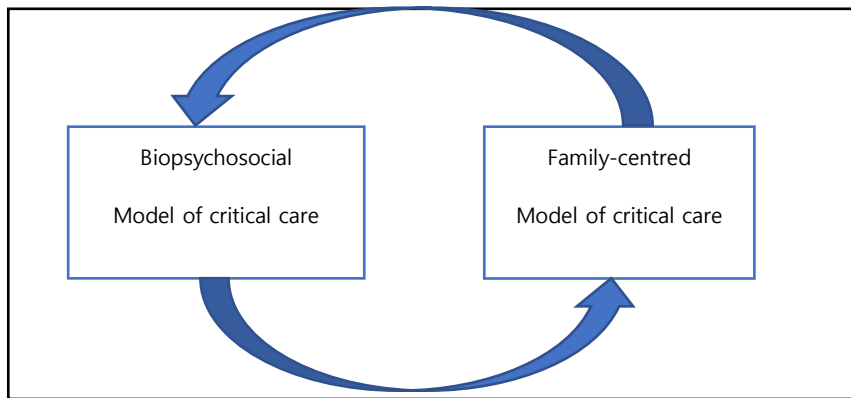 Biopsychosocial
Model of critical care
Family-centred
Model of critical care